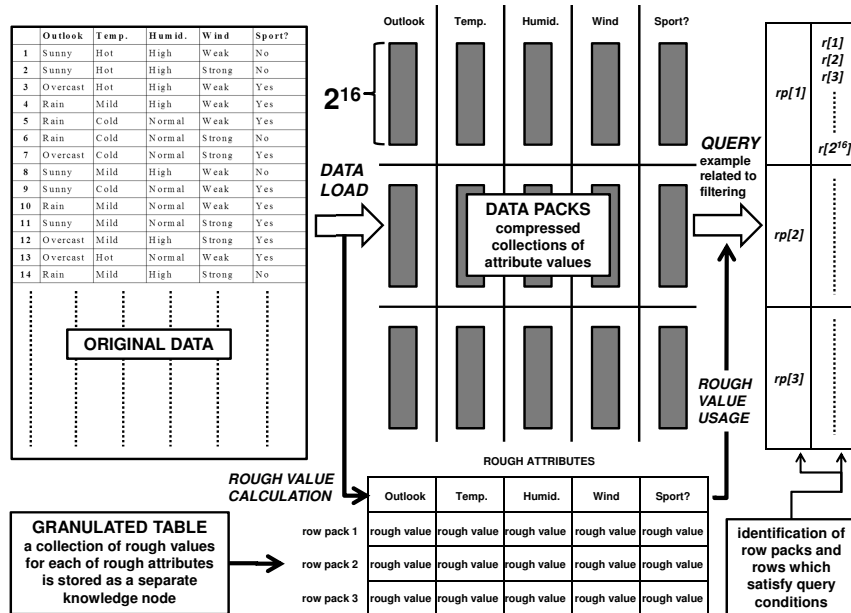 Outlook Temp. Humid. Wind Sport?
1 Sunny Hot High Weak No
2 Sunny Hot High Strong No
3 Overcast Hot High Weak Yes
4 Rain Mild High Weak Yes
5 Rain Cold Normal Weak Yes
6 Rain Cold Normal Strong No
7 Overcast Cold Normal Strong Yes
8 Sunny Mild High Weak No
9 Sunny Cold Normal Weak Yes
10 Rain Mild Normal Weak Yes
11 Sunny Mild Normal Strong Yes
12 Overcast Mild High Strong Yes
13 Overcast Hot Normal Weak Yes
14 Rain Mild High Strong No
ORIGINAL DATA
DATA
LOAD
Outlook Temp. Humid. Wind Sport?
2¹⁶
DATA PACKS
compressed
collections of
attribute values
QUERY
example
related to
filtering
rp[1]
r[1]
r[2]
r[3]
r[2¹⁶]
rp[2]
rp[3]
ROUGH
VALUE
USAGE
ROUGH VALUE
CALCULATION
ROUGH ATTRIBUTES
Outlook Temp. Humid. Wind Sport?
row pack 1 rough value rough value rough value rough value rough value
row pack 2 rough value rough value rough value rough value rough value
row pack 3 rough value rough value rough value rough value rough value
GRANULATED TABLE
a collection of rough values
for each of rough attributes
is stored as a separate
knowledge node
identification of
row packs and
rows which
satisfy query
conditions